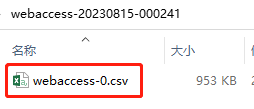 webaccess-20230815-000241
名称
大小
webaccess-0.csv
953 KB